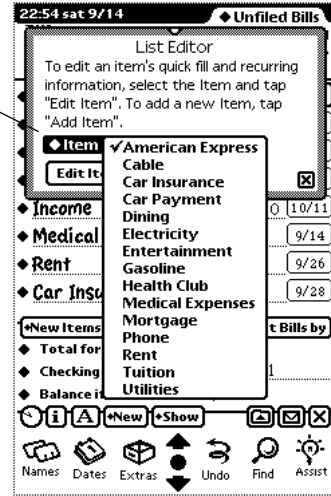 22:54 sat 9/14
◆Unfiled Bills
List Editor
To edit an item's quick fill and recurring
information, select the Item and tap
"Edit Item". To add a new Item, tap
"Add Item".
◆Item
✓American Express
Cable
Car Insurance
Car Payment
Dining
Electricity
Entertainment
Gasoline
Health Club
Medical Expenses
Mortgage
Phone
Rent
Tuition
Utilities
Edit Ite
◆ Income
0 10/11
◆ Medical
9/14
◆ Rent
9/26
◆ Car Insu
9/28
◆New Items
t Bills by
◆ Total for
◆ Checking
1
◆ Balance i
i A ◆New ◆Show
Names Dates Extras Undo Find Assist